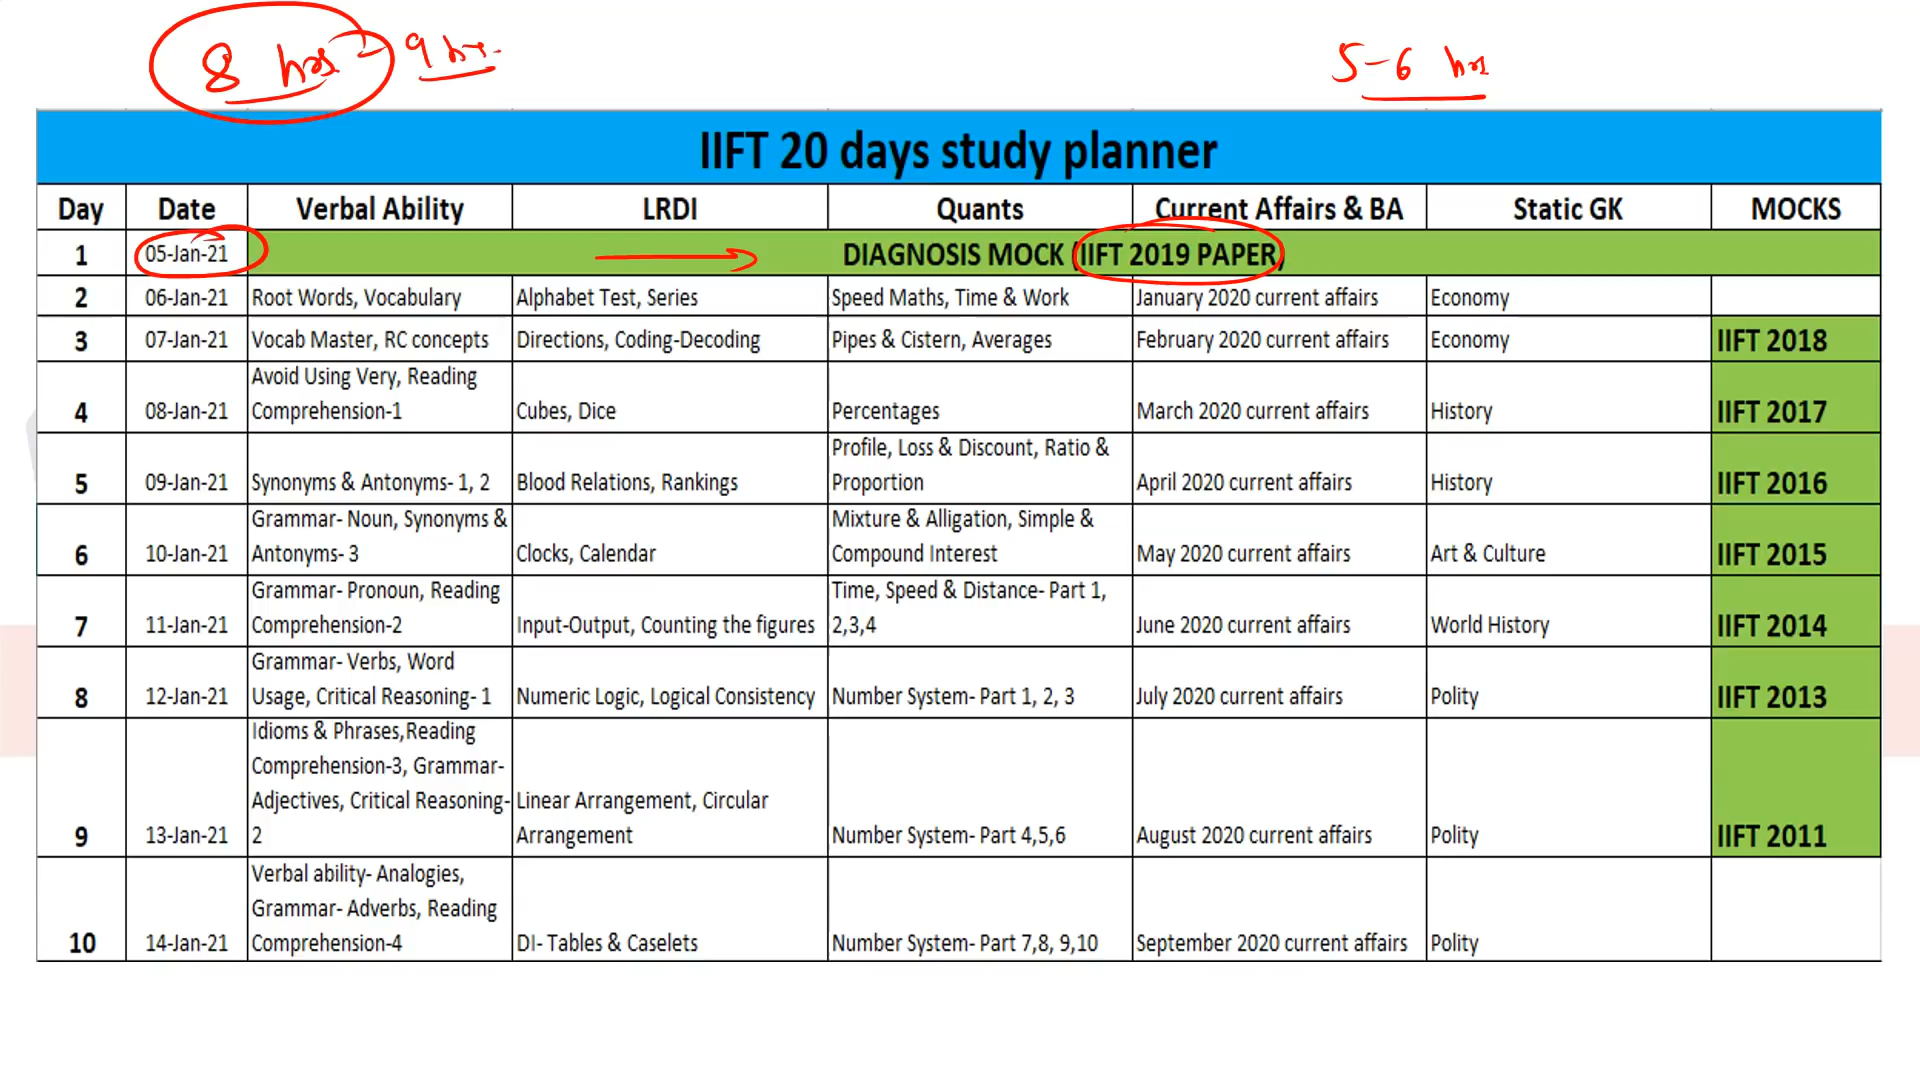 8 hrs - 9 hr.
5-6 hrs
IIFT 20 days study planner
Day Date Verbal Ability LRDI Quants Current Affairs & BA Static GK MOCKS
1 05-Jan-21 DIAGNOSIS MOCK (IIFT 2019 PAPER)
2 06-Jan-21 Root Words, Vocabulary Alphabet Test, Series Speed Maths, Time & Work January 2020 current affairs Economy
3 07-Jan-21 Vocab Master, RC concepts Directions, Coding-Decoding Pipes & Cistern, Averages February 2020 current affairs Economy IIFT 2018
Avoid Using Very, Reading
4 08-Jan-21 Comprehension-1 Cubes, Dice Percentages March 2020 current affairs History IIFT 2017
Profile, Loss & Discount, Ratio &
5 09-Jan-21 Synonyms & Antonyms- 1, 2 Blood Relations, Rankings Proportion April 2020 current affairs History IIFT 2016
Grammar- Noun, Synonyms & Mixture & Alligation, Simple &
6 10-Jan-21 Antonyms- 3 Clocks, Calendar Compound Interest May 2020 current affairs Art & Culture IIFT 2015
Grammar- Pronoun, Reading Time, Speed & Distance- Part 1,
7 11-Jan-21 Comprehension-2 Input-Output, Counting the figures 2,3,4 June 2020 current affairs World History IIFT 2014
Grammar- Verbs, Word
8 12-Jan-21 Usage, Critical Reasoning- 1 Numeric Logic, Logical Consistency Number System- Part 1, 2, 3 July 2020 current affairs Polity IIFT 2013
Idioms & Phrases,Reading
Comprehension-3, Grammar-
Adjectives, Critical Reasoning- Linear Arrangement, Circular
9 13-Jan-21 2 Arrangement Number System- Part 4,5,6 August 2020 current affairs Polity IIFT 2011
Verbal ability- Analogies,
Grammar- Adverbs, Reading
10 14-Jan-21 Comprehension-4 DI- Tables & Caselets Number System- Part 7,8, 9,10 September 2020 current affairs Polity